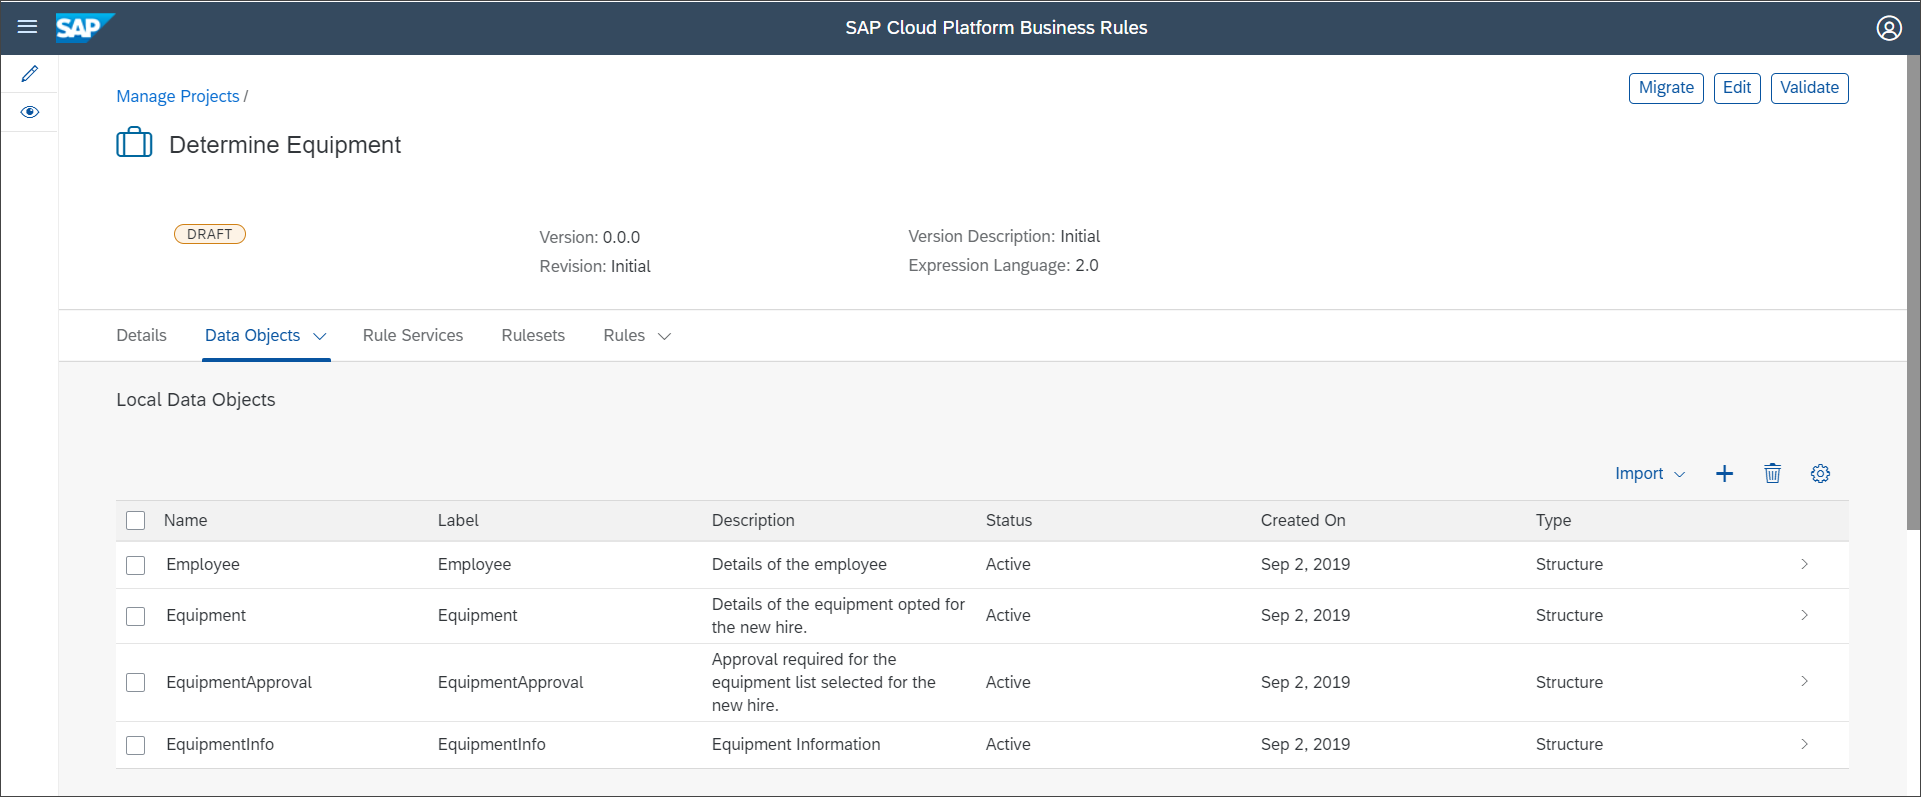 SAP
SAP Cloud Platform Business Rules
Manage Projects /
Migrate
Edit
Validate
Determine Equipment
DRAFT
Version: 0.0.0
Version Description: Initial
Revision: Initial
Expression Language: 2.0
Details
Data Objects
Rule Services
Rulesets
Rules
Local Data Objects
Import
Name Label Description Status Created On Type
Employee Employee Details of the employee Active Sep 2, 2019 Structure
Equipment Equipment Details of the equipment opted for
the new hire. Active Sep 2, 2019 Structure
EquipmentApproval EquipmentApproval Approval required for the
equipment list selected for the
new hire. Active Sep 2, 2019 Structure
EquipmentInfo EquipmentInfo Equipment Information Active Sep 2, 2019 Structure